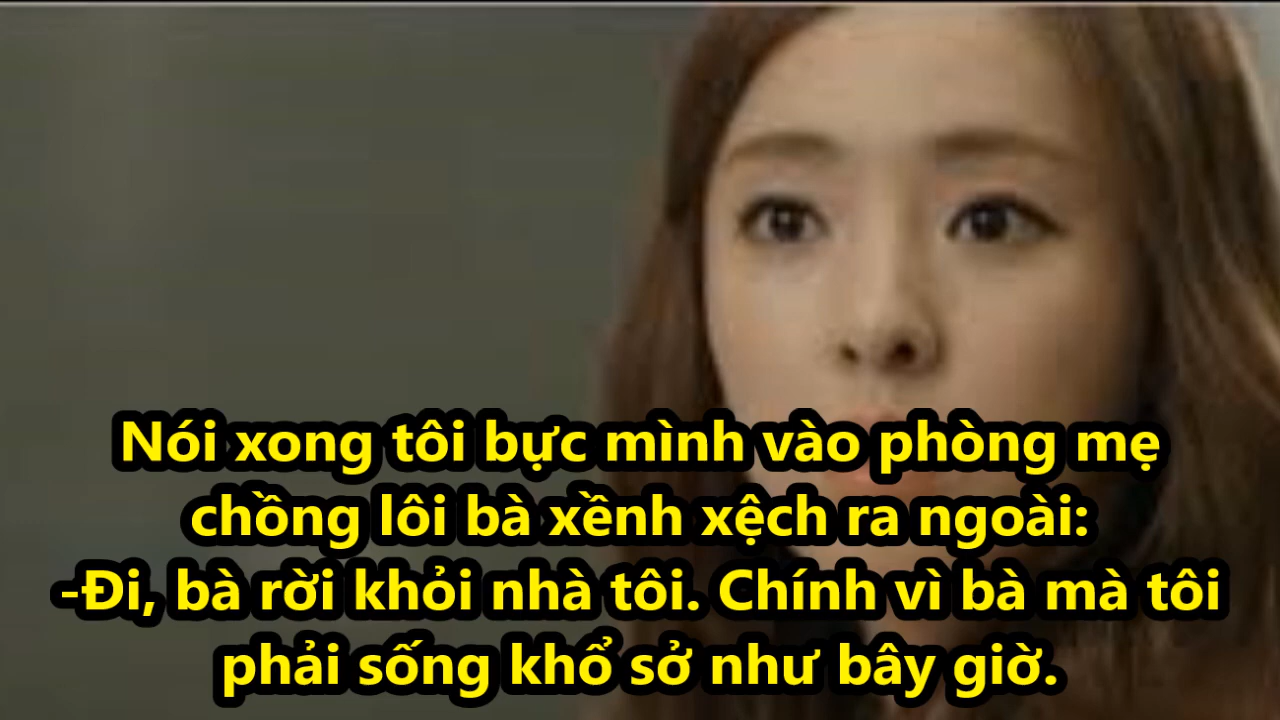 Nói xong tôi bực mình vào phòng mẹ
chồng lôi bà xềnh xệch ra ngoài:
-Đi, bà rời khỏi nhà tôi. Chính vì bà mà tôi
phải sống khổ sở như bây giờ.